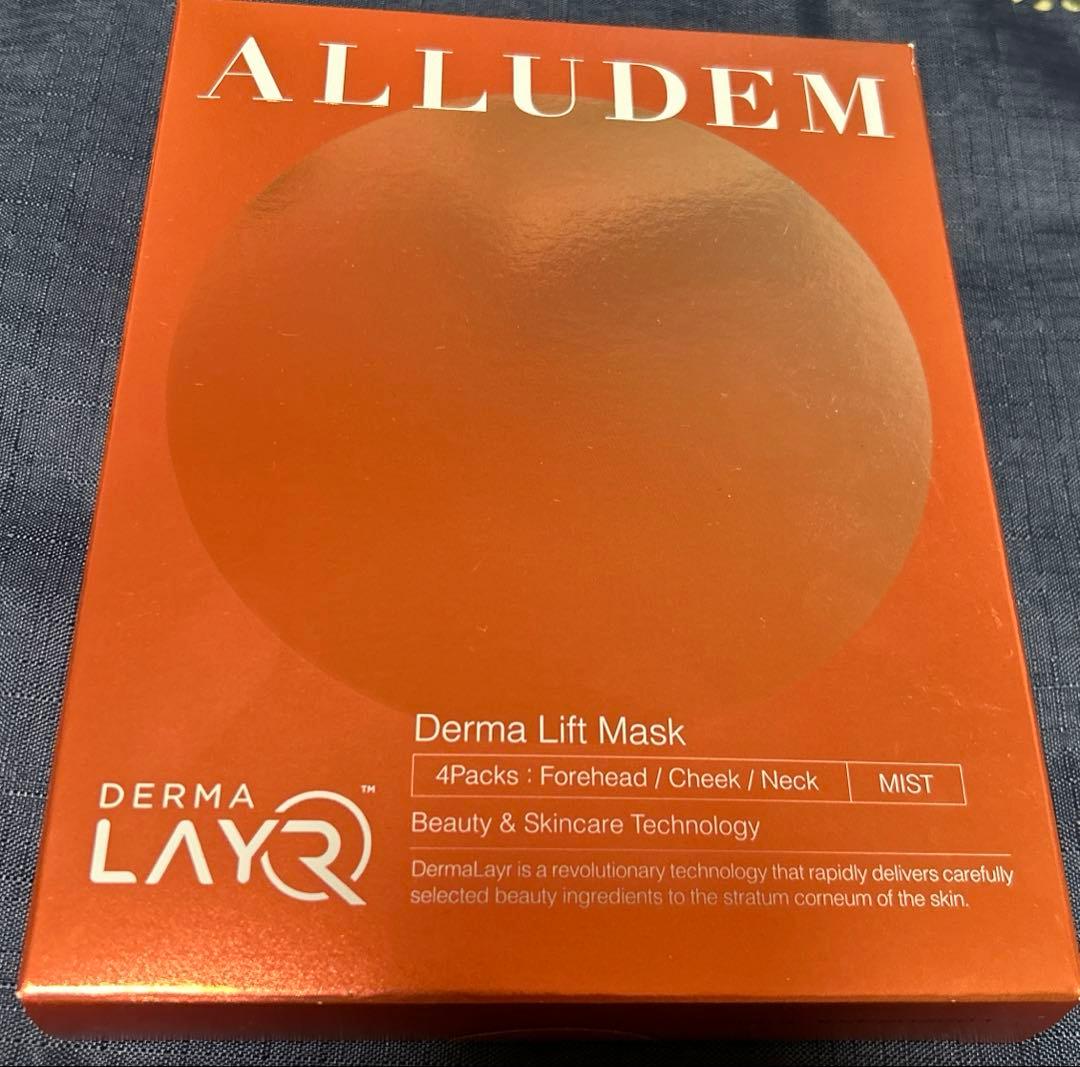 ALLUDEM
Derma Lift Mask
4Packs : Forehead / Cheek / Neck MIST
Beauty & Skincare Technology
DermaLayr is a revolutionary technology that rapidly delivers carefully
selected beauty ingredients to the stratum corneum of the skin.
DERMA
LAYR™